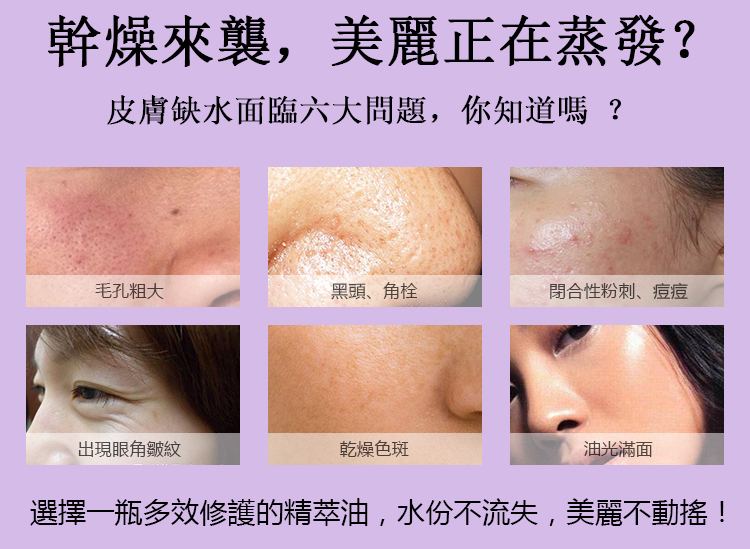 幹燥來襲，美麗正在蒸發？
皮膚缺水面臨六大問題，你知道嗎 ？
毛孔粗大
黑頭、角栓
閉合性粉刺、痘痘
出現眼角皺紋
乾燥色斑
油光滿面
選擇一瓶多效修護的精萃油，水份不流失，美麗不動搖！